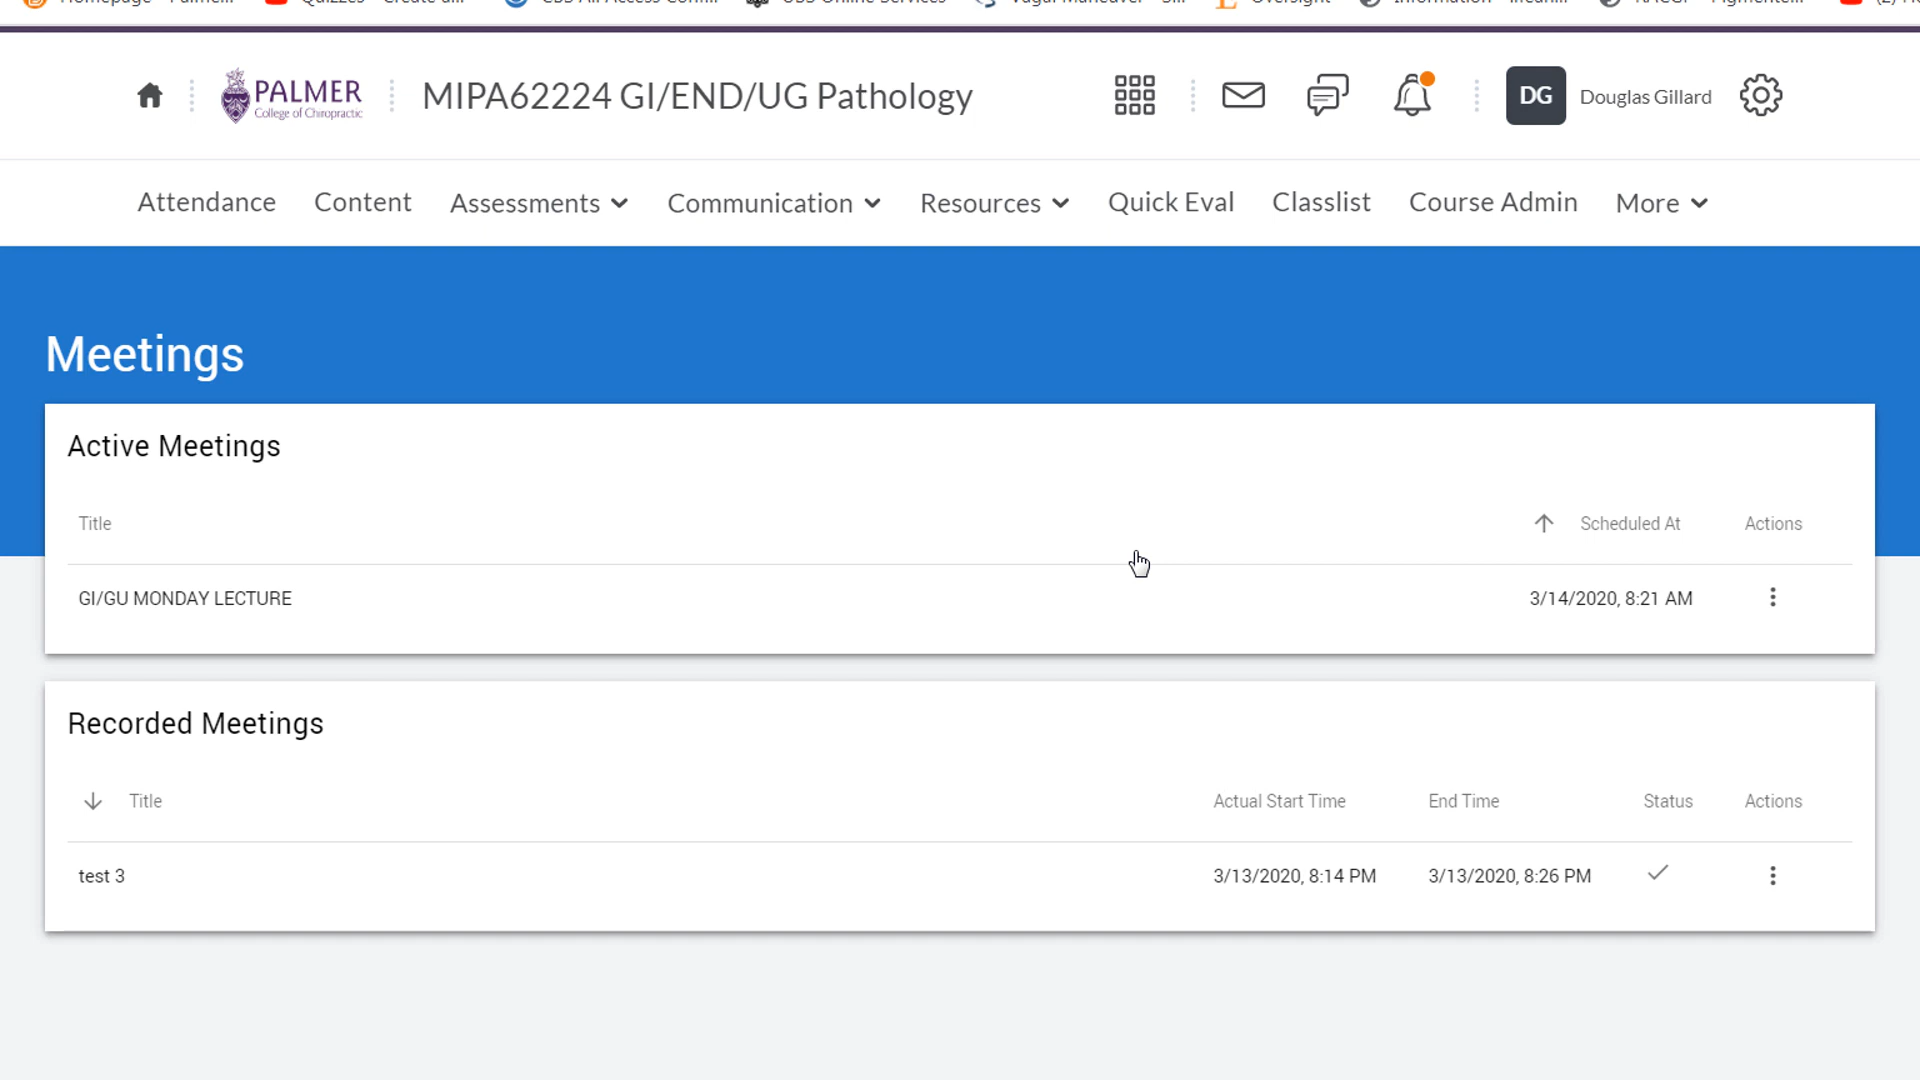 PALMER
College of Chiropractic
MIPA62224 GI/END/UG Pathology
DG
Douglas Gillard
Attendance
Content
Assessments
Communication
Resources
Quick Eval
Classlist
Course Admin
More
Meetings
Active Meetings
Title
Scheduled At
Actions
GI/GU MONDAY LECTURE
3/14/2020, 8:21 AM
Recorded Meetings
Title
Actual Start Time
End Time
Status
Actions
test 3
3/13/2020, 8:14 PM
3/13/2020, 8:26 PM